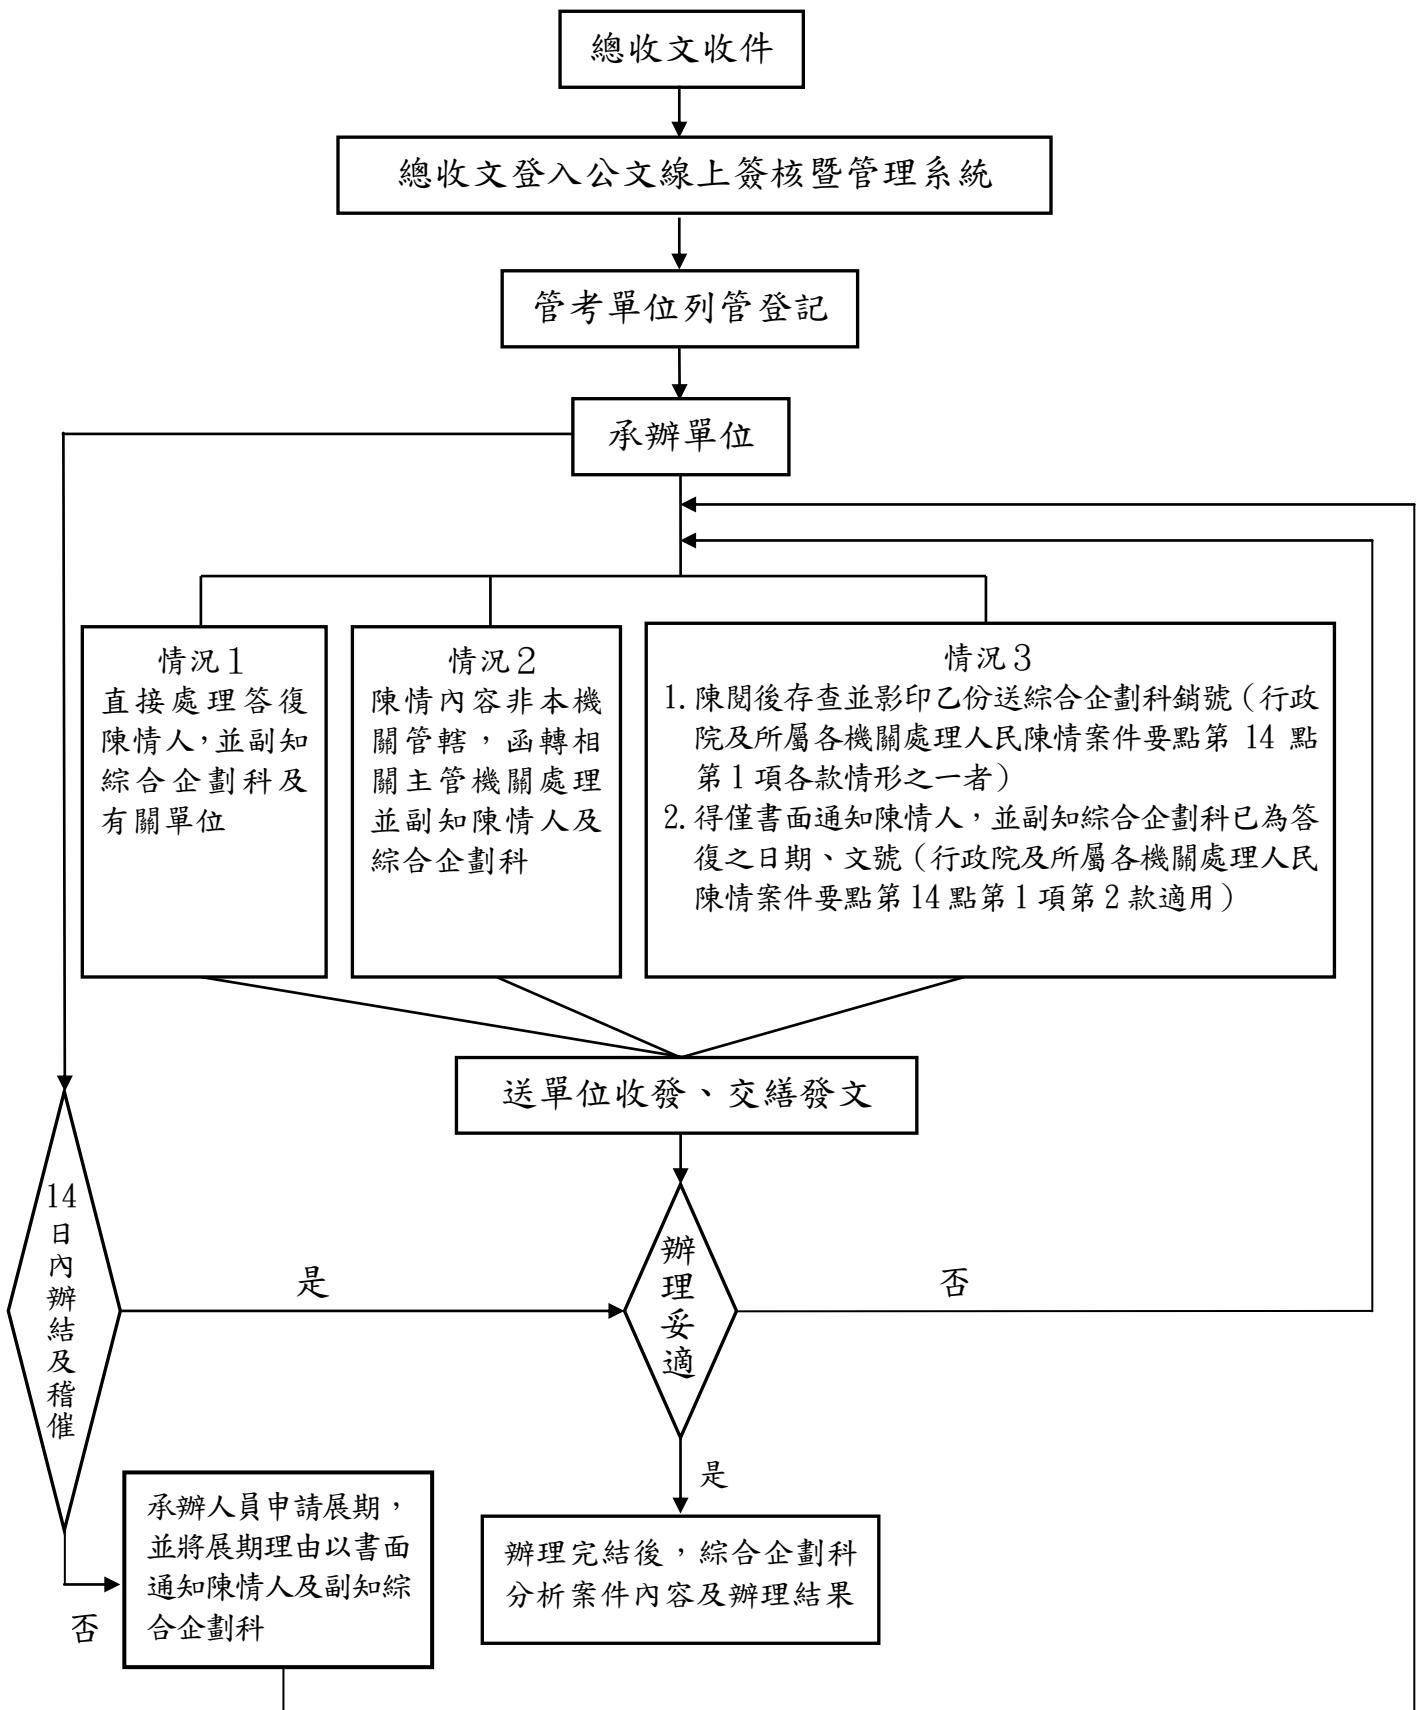 總收文收件
總收文登入公文線上簽核暨管理系統
管考單位列管登記
承辦單位
情況1
直接處理答復
陳情人，並副知
綜合企劃科及
有關單位
情況2
陳情內容非本機
關管轄，函轉相
關主管機關處理
並副知陳情人及
綜合企劃科
情況3
1. 陳閱後存查並影印乙份送綜合企劃科銷號（行政
院及所屬各機關處理人民陳情案件要點第 14 點
第 1 項各款情形之一者）
2. 得僅書面通知陳情人，並副知綜合企劃科已為答
復之日期、文號（行政院及所屬各機關處理人民
陳情案件要點第 14 點第 1 項第 2 款適用）
送單位收發、交繕發文
14
日
內
辦
結
及
稽
催
是
辦
理
妥
適
否
是
承辦人員申請展期，
並將展期理由以書面
通知陳情人及副知綜
合企劃科
否
辦理完結後，綜合企劃科
分析案件內容及辦理結果